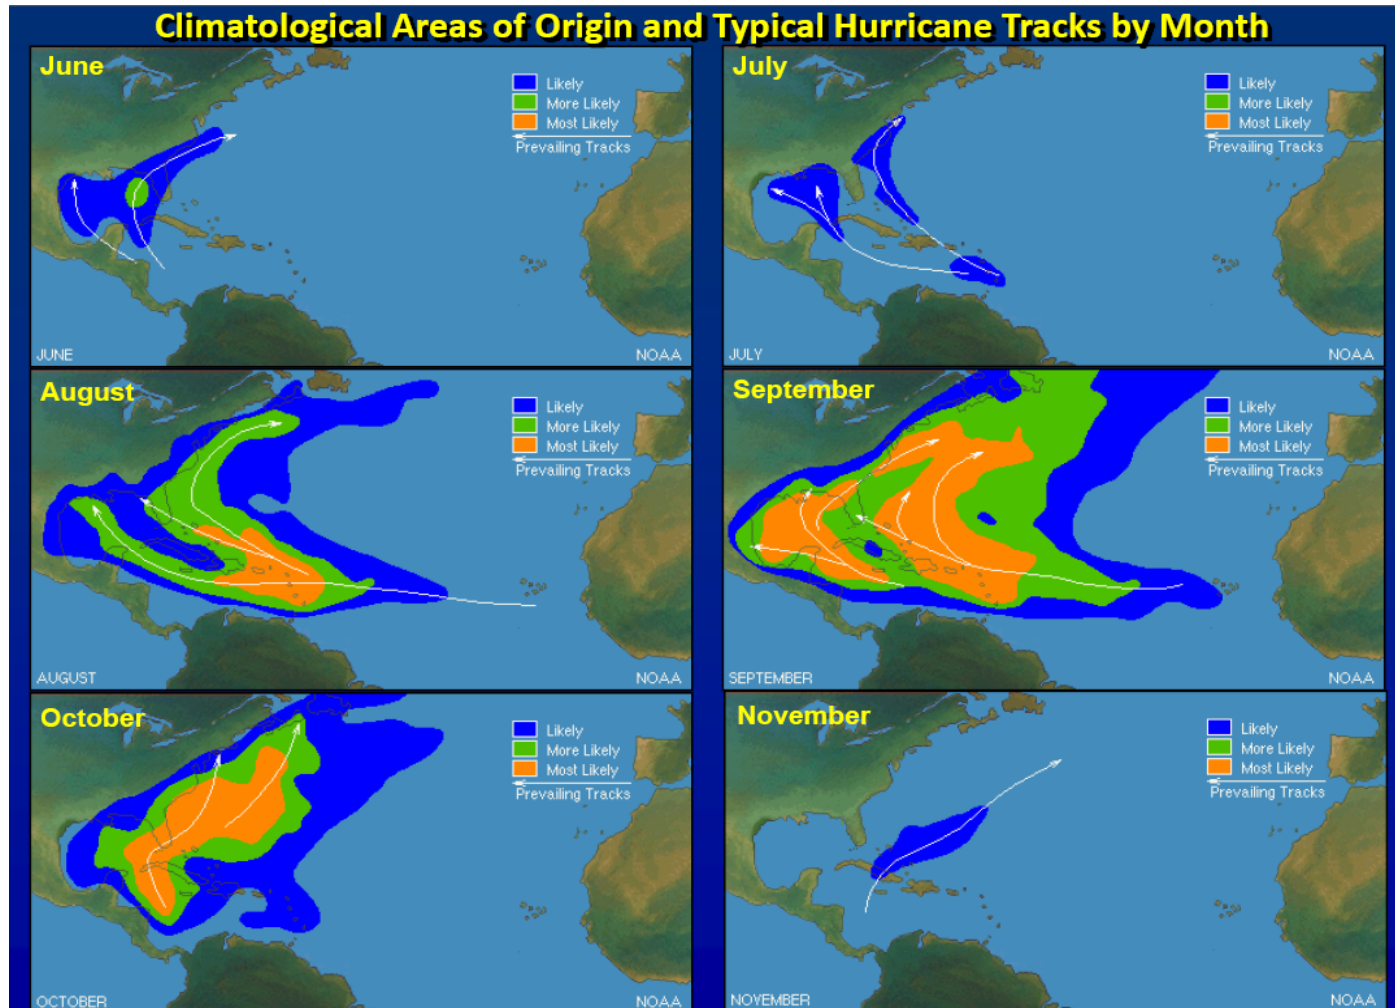 Climatological Areas of Origin and Typical Hurricane Tracks by Month
June
Likely
More Likely
Most Likely
Prevailing Tracks
JUNE
NOAA
July
Likely
More Likely
Most Likely
Prevailing Tracks
JULY
NOAA
August
Likely
More Likely
Most Likely
Prevailing Tracks
AUGUST
NOAA
September
Likely
More Likely
Most Likely
Prevailing Tracks
SEPTEMBER
NOAA
October
Likely
More Likely
Most Likely
Prevailing Tracks
OCTOBER
NOAA
November
Likely
More Likely
Most Likely
Prevailing Tracks
NOVEMBER
NOAA